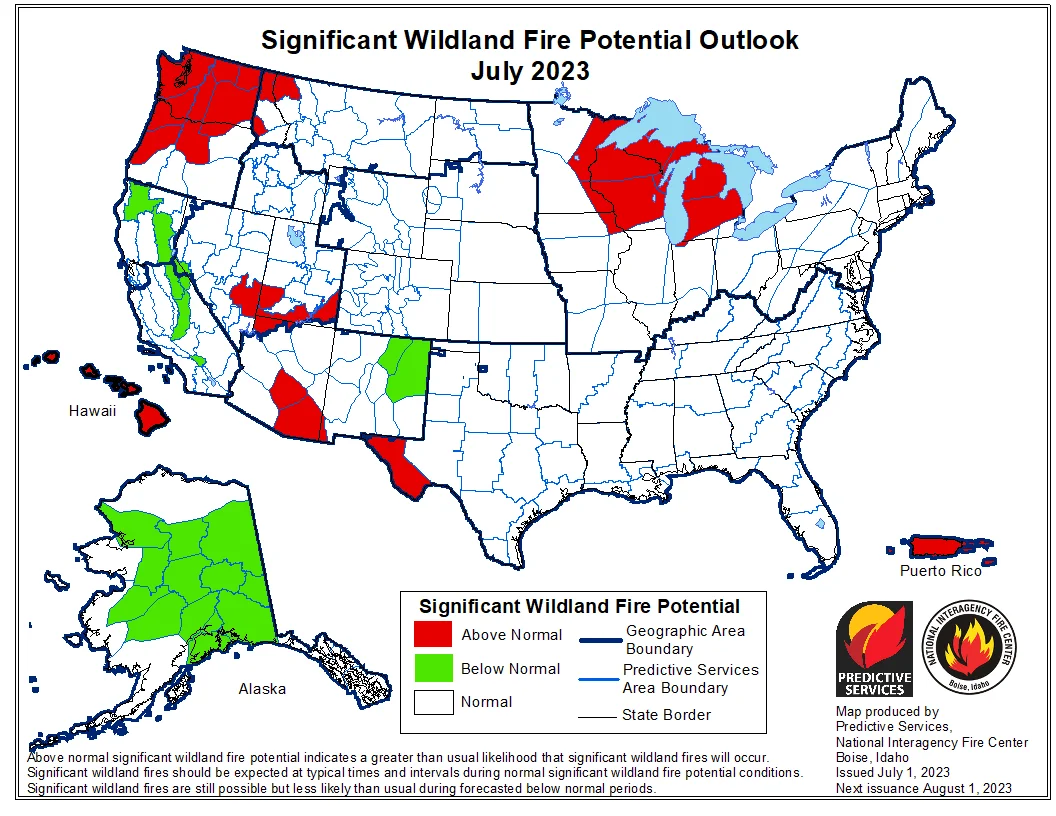 Significant Wildland Fire Potential Outlook
July 2023
Hawaii
Alaska
Puerto Rico
Significant Wildland Fire Potential
Above Normal
Below Normal
Normal
Geographic Area
Boundary
Predictive Services
Area Boundary
State Border
PREDICTIVE
SERVICES
NATIONAL INTERAGENCY FIRE CENTER
Boise, Idaho
Map produced by
Predictive Services,
National Interagency Fire Center
Boise, Idaho
Issued July 1, 2023
Next issuance August 1, 2023
Above normal significant wildland fire potential indicates a greater than usual likelihood that significant wildland fires will occur.
Significant wildland fires should be expected at typical times and intervals during normal significant wildland fire potential conditions.
Significant wildland fires are still possible but less likely than usual during forecasted below normal periods.